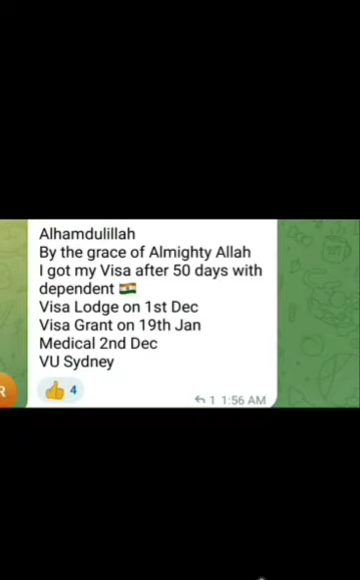 Alhamdulillah
By the grace of Almighty Allah
I got my Visa after 50 days with
dependent 🇮🇳
Visa Lodge on 1st Dec
Visa Grant on 19th Jan
Medical 2nd Dec
VU Sydney
👍 4
1 1:56 AM
R